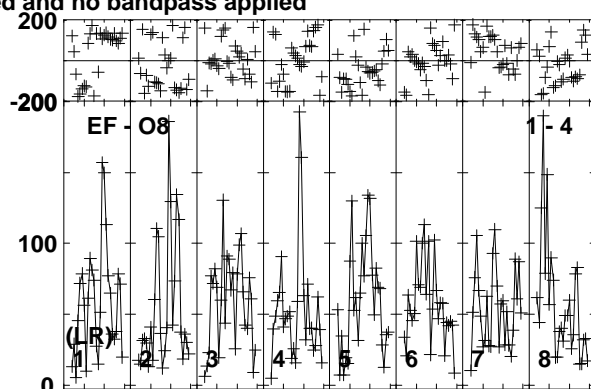 ed and no bandpass applied
200
-200
EF - O8 1 - 4
100
(LR)
1 2 3 4 5 6 7 8
0